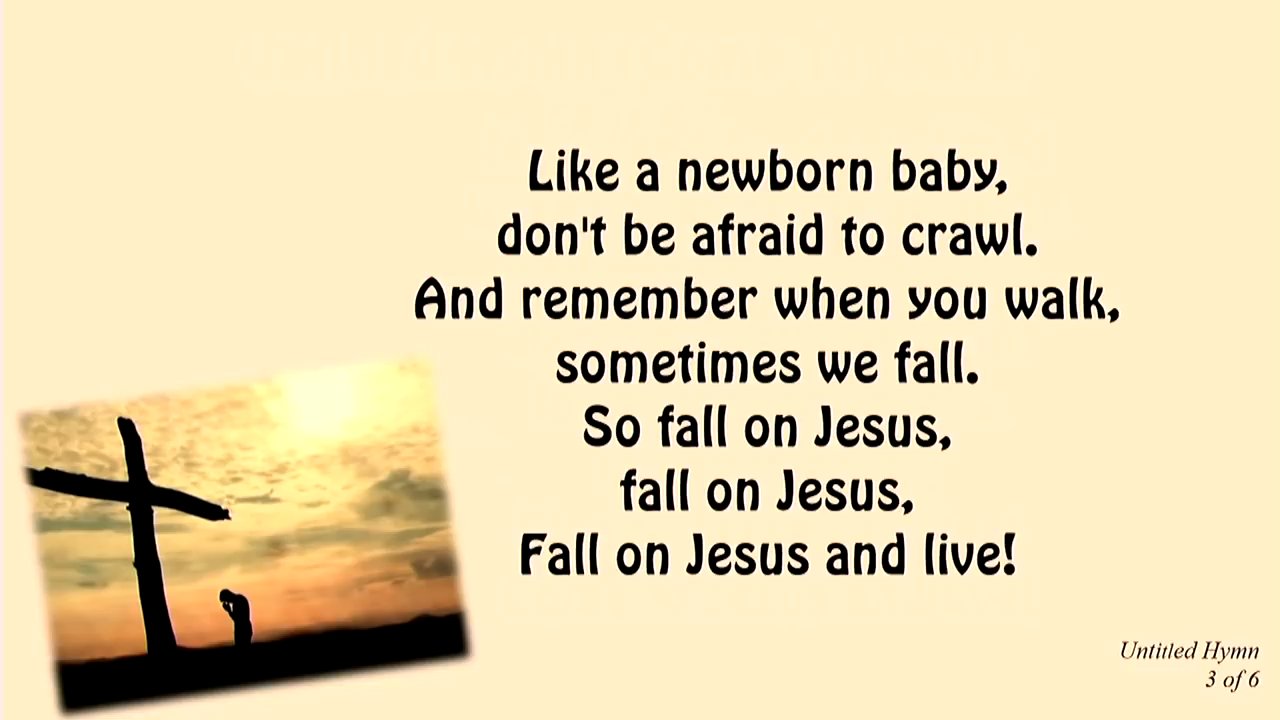 Like a newborn baby,
don't be afraid to crawl.
And remember when you walk,
sometimes we fall.
So fall on Jesus,
fall on Jesus,
Fall on Jesus and live!
Untitled Hymn
3 of 6